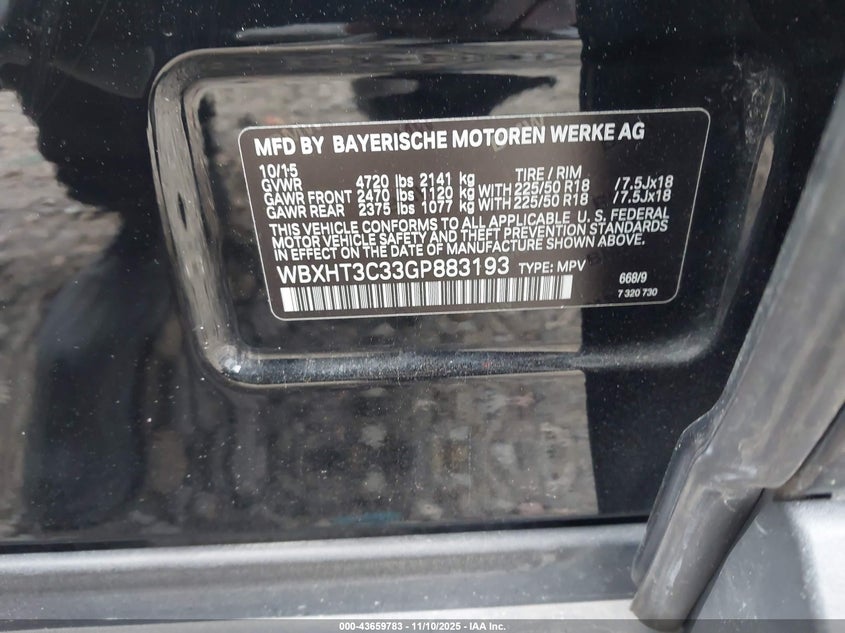 MFD BY BAYERISCHE MOTOREN WERKE AG
10/15 TIRE / RIM
GVWR 4720 lbs 2141 kg
GAWR FRONT 2470 lbs 1120 kg WITH 225/50 R18 /7.5Jx18
GAWR REAR 2375 lbs 1077 kg WITH 225/50 R18 /7.5Jx18
THIS VEHICLE CONFORMS TO ALL APPLICABLE U.S. FEDERAL
MOTOR VEHICLE SAFETY AND THEFT PREVENTION STANDARDS
IN EFFECT ON THE DATE OF MANUFACTURE SHOWN ABOVE.
WBXHT3C33GP883193 TYPE: MPV 668/9
7 320 730
000-43659783 - 11/10/2025 - IAA Inc.